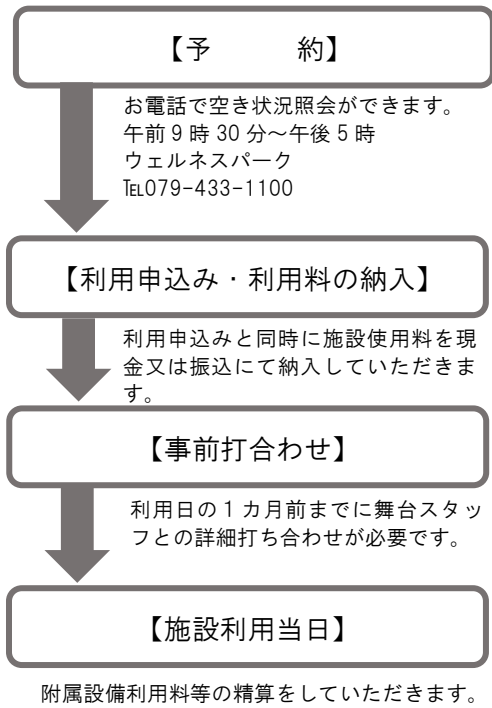 【予　　　約】
お電話で空き状況照会ができます。
午前9時30分～午後5時
ウェルネスパーク
℡079-433-1100
【利用申込み・利用料の納入】
利用申込みと同時に施設使用料を現
金又は振込にて納入していただきま
す。
【事前打合わせ】
利用日の1カ月前までに舞台スタッ
フとの詳細打ち合わせが必要です。
【施設利用当日】
附属設備利用料等の精算をしていただきます。